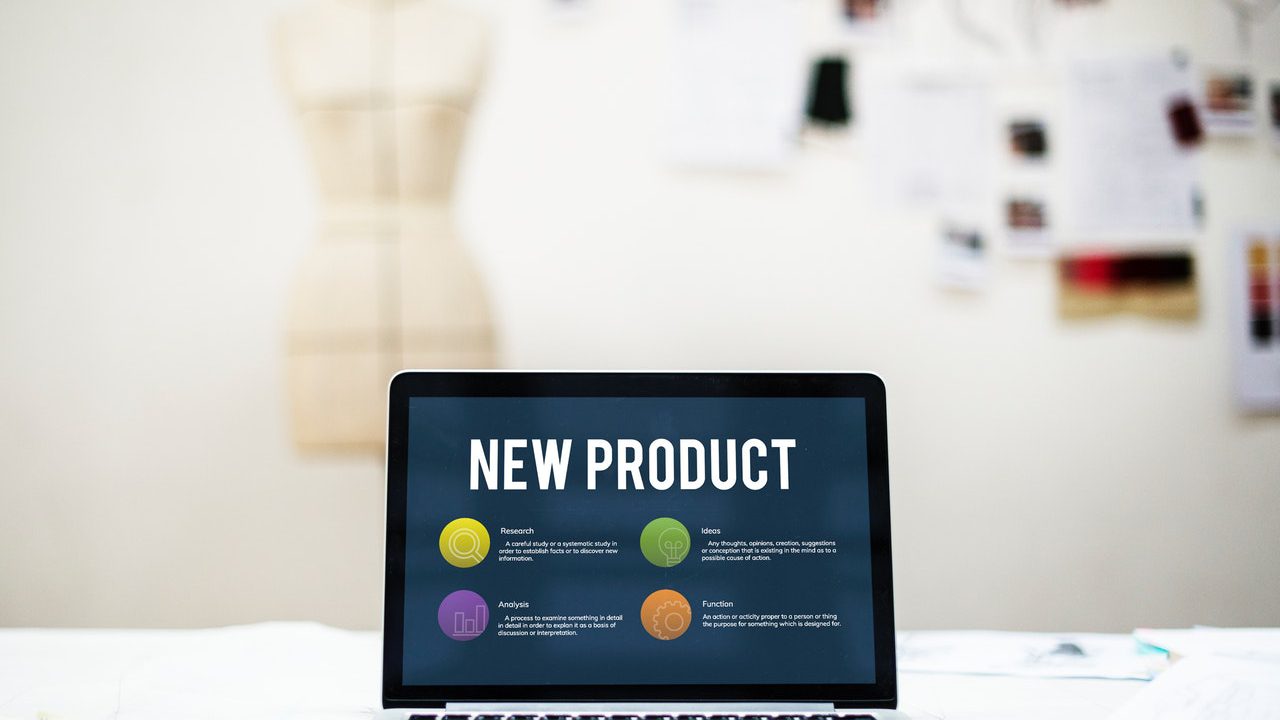 NEW PRODUCT
Research
A careful study or a systematic study in
order to establish facts or to discover new
information.
Ideas
Any thoughts, opinions, creation, suggestions
or conception that is existing in the mind as to a
possible cause of action.
Analysis
A process to examine something in detail
in detail in order to explan it as a basis of
discussion or interpretation.
Function
An action or activity proper to a person or thing
the purpose for something which is designed for.